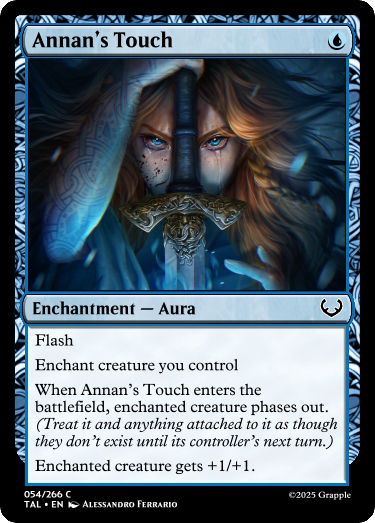 Annan's Touch
Enchantment — Aura
Flash
Enchant creature you control
When Annan's Touch enters the
battlefield, enchanted creature phases out.
(Treat it and anything attached to it as though
they don't exist until its controller's next turn.)
Enchanted creature gets +1/+1.
054/266 C
TAL • EN Alessandro Ferrario
©2025 Grapple